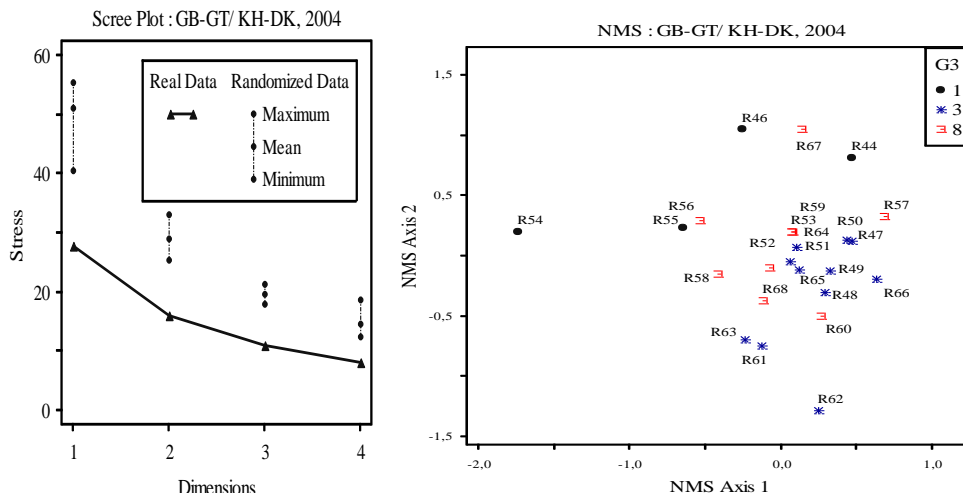 Scree Plot : GB-GT/ KH-DK, 2004
60
40
20
0
Stress
Real Data Randomized Data
Maximum
Mean
Minimum
1 2 3 4
Dimensions
NMS : GB-GT/ KH-DK, 2004
G3
1
3
8
1,5
0,5
-0,5
-1,5
NMS Axis 2
R46
R67
R44
R54
R56
R55
R59
R53
R64
R50
R47
R57
R52
R51
R58
R68
R65
R49
R48
R66
R60
R63
R61
R62
-2,0 -1,0 0,0 1,0
NMS Axis 1